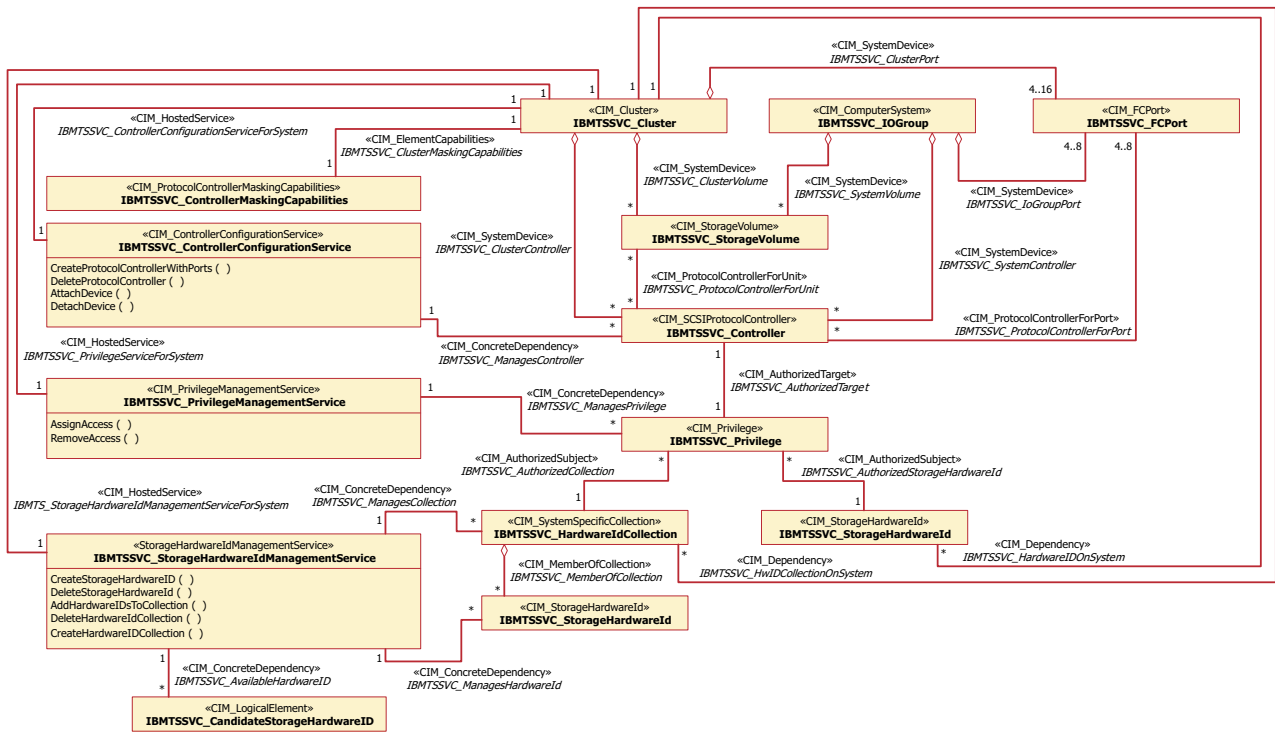 «CIM_SystemDevice»
IBMTSSVC_ClusterPort
1
1
1
1
1
1
4..16
«CIM_Cluster»
IBMTSSVC_Cluster
«CIM_ComputerSystem»
IBMTSSVC_IOGroup
«CIM_FCPort»
IBMTSSVC_FCPort
«CIM_HostedService»
IBMTSSVC_ControllerConfigurationServiceForSystem
«CIM_ElementCapabilities»
IBMTSSVC_ClusterMaskingCapabilities
1
1
4..8
4..8
«CIM_SystemDevice»
IBMTSSVC_ClusterVolume
«CIM_SystemDevice»
IBMTSSVC_SystemVolume
«CIM_SystemDevice»
IBMTSSVC_IoGroupPort
«CIM_ProtocolControllerMaskingCapabilities»
IBMTSSVC_ControllerMaskingCapabilities
*
*
«CIM_StorageVolume»
IBMTSSVC_StorageVolume
1
«CIM_ControllerConfigurationService»
IBMTSSVC_ControllerConfigurationService
CreateProtocolControllerWithPorts ( )
DeleteProtocolController ( )
AttachDevice ( )
DetachDevice ( )
«CIM_SystemDevice»
IBMTSSVC_ClusterController
«CIM_SystemDevice»
IBMTSSVC_SystemController
*
«CIM_ProtocolControllerForUnit»
IBMTSSVC_ProtocolControllerForUnit
*
1
*
*
*
*
«CIM_SCSIProtocolController»
IBMTSSVC_Controller
«CIM_ProtocolControllerForPort»
IBMTSSVC_ProtocolControllerForPort
«CIM_HostedService»
IBMTSSVC_PrivilegeServiceForSystem
«CIM_ConcreteDependency»
IBMTSSVC_ManagesController
1
«CIM_AuthorizedTarget»
IBMTSSVC_AuthorizedTarget
1
1
«CIM_PrivilegeManagementService»
IBMTSSVC_PrivilegeManagementService
AssignAccess ( )
RemoveAccess ( )
1
«CIM_ConcreteDependency»
IBMTSSVC_ManagesPrivilege
*
«CIM_Privilege»
IBMTSSVC_Privilege
«CIM_AuthorizedSubject»
IBMTSSVC_AuthorizedCollection
*
*
«CIM_AuthorizedSubject»
IBMTSSVC_AuthorizedStorageHardwareId
«CIM_HostedService»
IBMTS_StorageHardwareIdManagementServiceForSystem
«CIM_ConcreteDependency»
IBMTSSVC_ManagesCollection
1
1
1
*
«CIM_SystemSpecificCollection»
IBMTSSVC_HardwareIdCollection
«CIM_StorageHardwareId»
IBMTSSVC_StorageHardwareId
1
«StorageHardwareIdManagementService»
IBMTSSVC_StorageHardwareIdManagementService
CreateStorageHardwareID ( )
DeleteStorageHardwareId ( )
AddHardwareIDsToCollection ( )
DeleteHardwareIdCollection ( )
CreateHardwareIDCollection ( )
*
*
«CIM_Dependency»
IBMTSSVC_HardwareIDOnSystem
«CIM_MemberOfCollection»
IBMTSSVC_MemberOfCollection
«CIM_Dependency»
IBMTSSVC_HwIDCollectionOnSystem
*
*
«CIM_StorageHardwareId»
IBMTSSVC_StorageHardwareId
1
1
«CIM_ConcreteDependency»
IBMTSSVC_AvailableHardwareID
«CIM_ConcreteDependency»
IBMTSSVC_ManagesHardwareId
*
«CIM_LogicalElement»
IBMTSSVC_CandidateStorageHardwareID